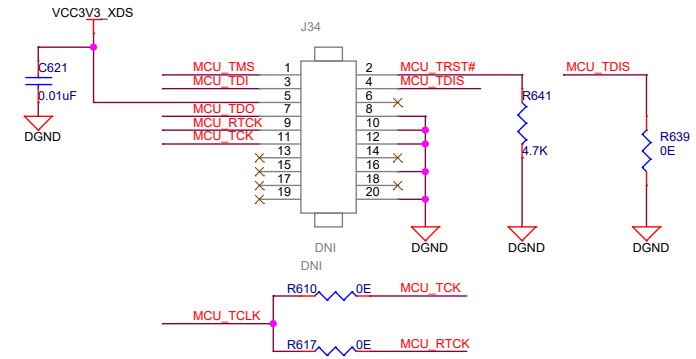 VCC3V3_XDS
J34
C621
0.01uF
DGND
MCU_TMS 1 2 MCU_TRST#
MCU_TDI 3 4 MCU_TDIS
5 6
MCU_TDO 7 8
MCU_RTCK 9 10
MCU_TCK 11 12
13 14
15 16
17 18
19 20
R641
4.7K
MCU_TDIS
R639
0E
DNI
DNI
DGND
DGND
DGND
R610 0E MCU_TCK
MCU_TCLK
R617 0E MCU_RTCK